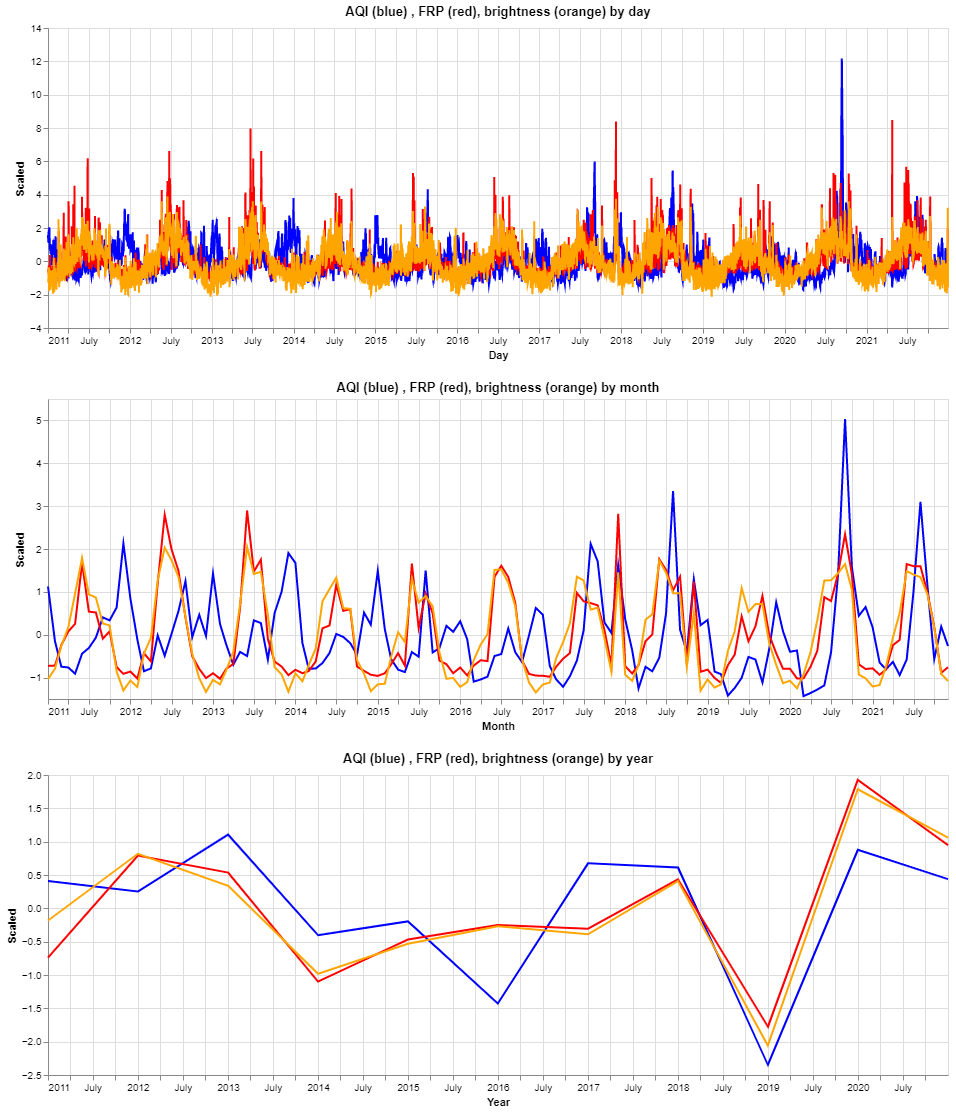 AQI (blue) , FRP (red), brightness (orange) by day
14
12
10
8
6
4
2
0
−2
−4
Scaled
2011 July 2012 July 2013 July 2014 July 2015 July 2016 July 2017 July 2018 July 2019 July 2020 July 2021 July
Day
AQI (blue) , FRP (red), brightness (orange) by month
5
4
3
2
1
0
−1
Scaled
2011 July 2012 July 2013 July 2014 July 2015 July 2016 July 2017 July 2018 July 2019 July 2020 July 2021 July
Month
AQI (blue) , FRP (red), brightness (orange) by year
2.0
1.5
1.0
0.5
0.0
−0.5
−1.0
−1.5
−2.0
−2.5
Scaled
2011 July 2012 July 2013 July 2014 July 2015 July 2016 July 2017 July 2018 July 2019 July 2020 July
Year